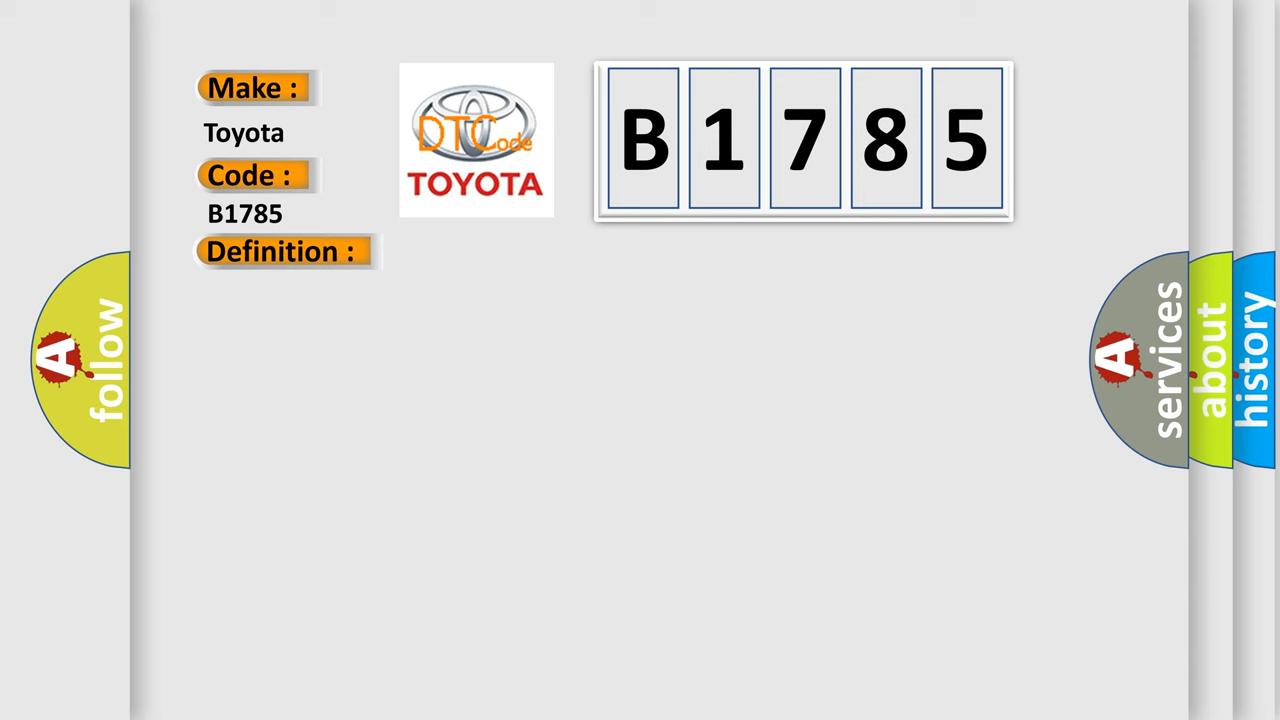 Make :
Toyota
Code :
B1785
Definition :
DTCode
TOYOTA
B 1 7 8 5
A follow
A services
about
history